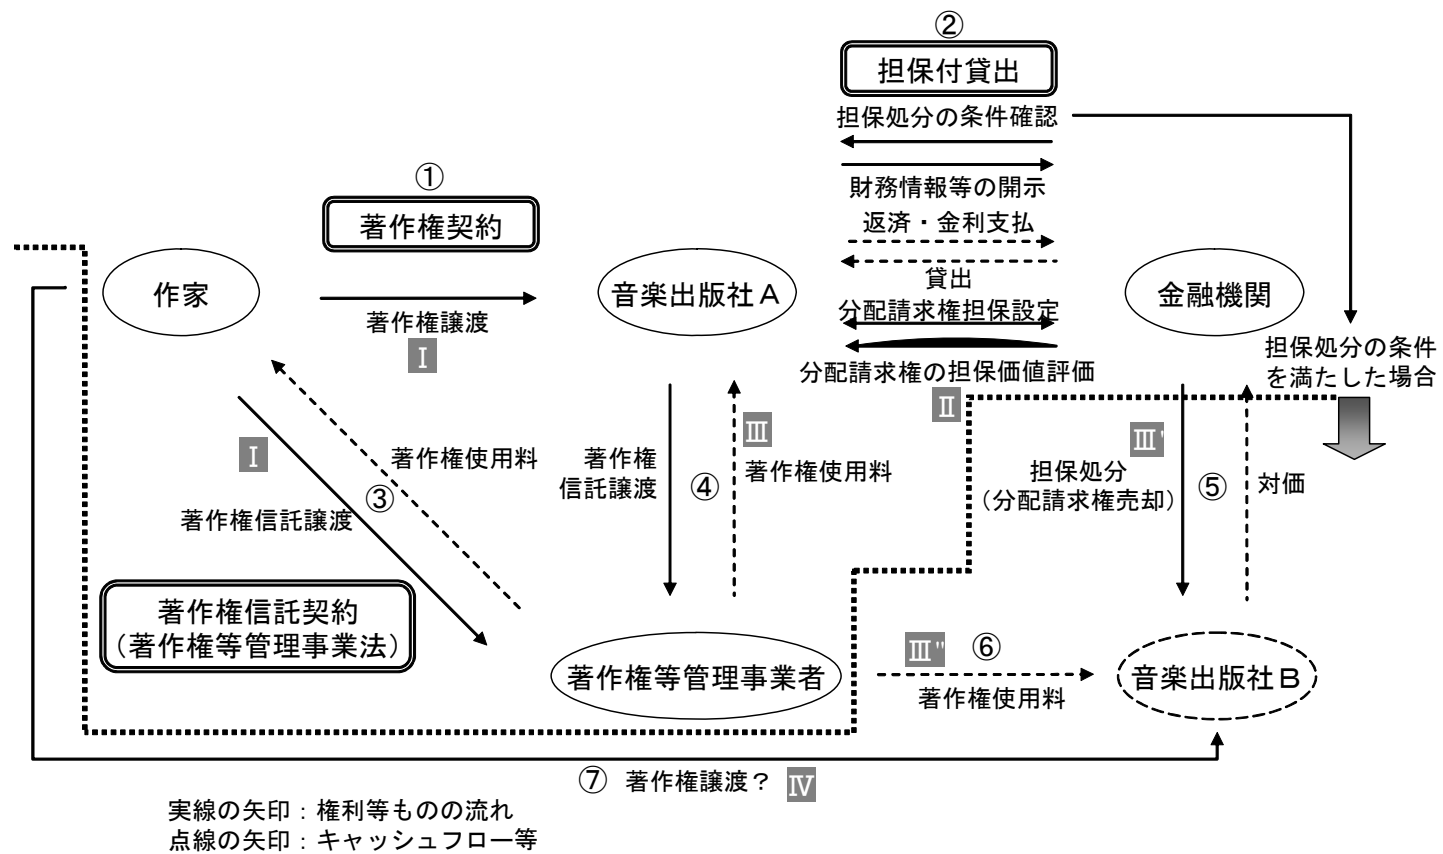 ②
担保付貸出
担保処分の条件確認
財務情報等の開示
返済・金利支払
貸出
分配請求権担保設定
分配請求権の担保価値評価
Ⅱ
①
著作権契約
作家
著作権譲渡
Ⅰ
音楽出版社A
金融機関
担保処分の条件
を満たした場合
Ⅰ
著作権使用料
③
著作権信託譲渡
著作権
信託譲渡
④
Ⅲ
著作権使用料
Ⅲ'
担保処分
(分配請求権売却)
⑤
対価
著作権信託契約
(著作権等管理事業法)
著作権等管理事業者
Ⅲ"
⑥
著作権使用料
音楽出版社B
⑦ 著作権譲渡? Ⅳ
実線の矢印:権利等ものの流れ
点線の矢印:キャッシュフロー等